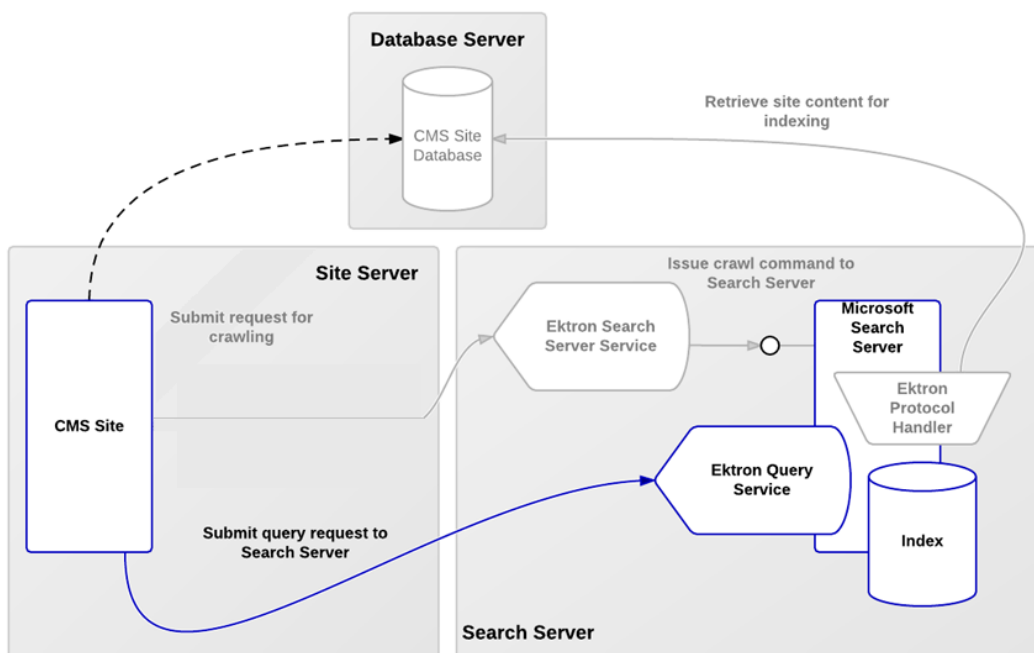 Database Server
CMS Site
Database
Retrieve site content for
indexing
Site Server
Submit request for
crawling
CMS Site
Submit query request to
Search Server
Issue crawl command to
Search Server
Ektron Search
Server Service
Microsoft
Search
Server
Ektron
Protocol
Handler
Ektron Query
Service
Index
Search Server